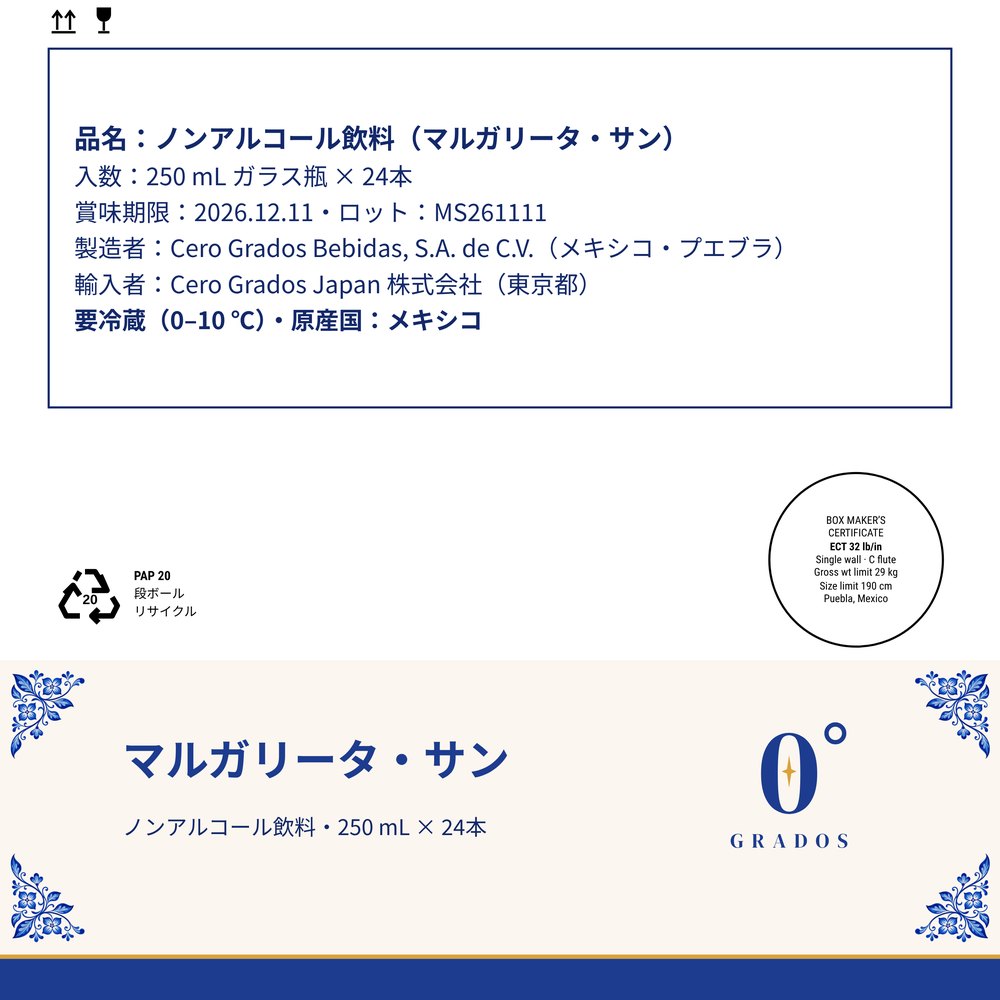 品名：ノンアルコール飲料（マルガリータ・サン）
入数：250 mL ガラス瓶 × 24本
賞味期限：2026.12.11・ロット：MS261111
製造者：Cero Grados Bebidas, S.A. de C.V.（メキシコ・プエブラ）
輸入者：Cero Grados Japan 株式会社（東京都）
要冷蔵（0–10 ℃）・原産国：メキシコ
BOX MAKER'S
CERTIFICATE
ECT 32 lb/in
Single wall · C flute
Gross wt limit 29 kg
Size limit 190 cm
Puebla, Mexico
20
PAP 20
段ボール
リサイクル
マルガリータ・サン
ノンアルコール飲料・250 mL × 24本
0°
GRADOS